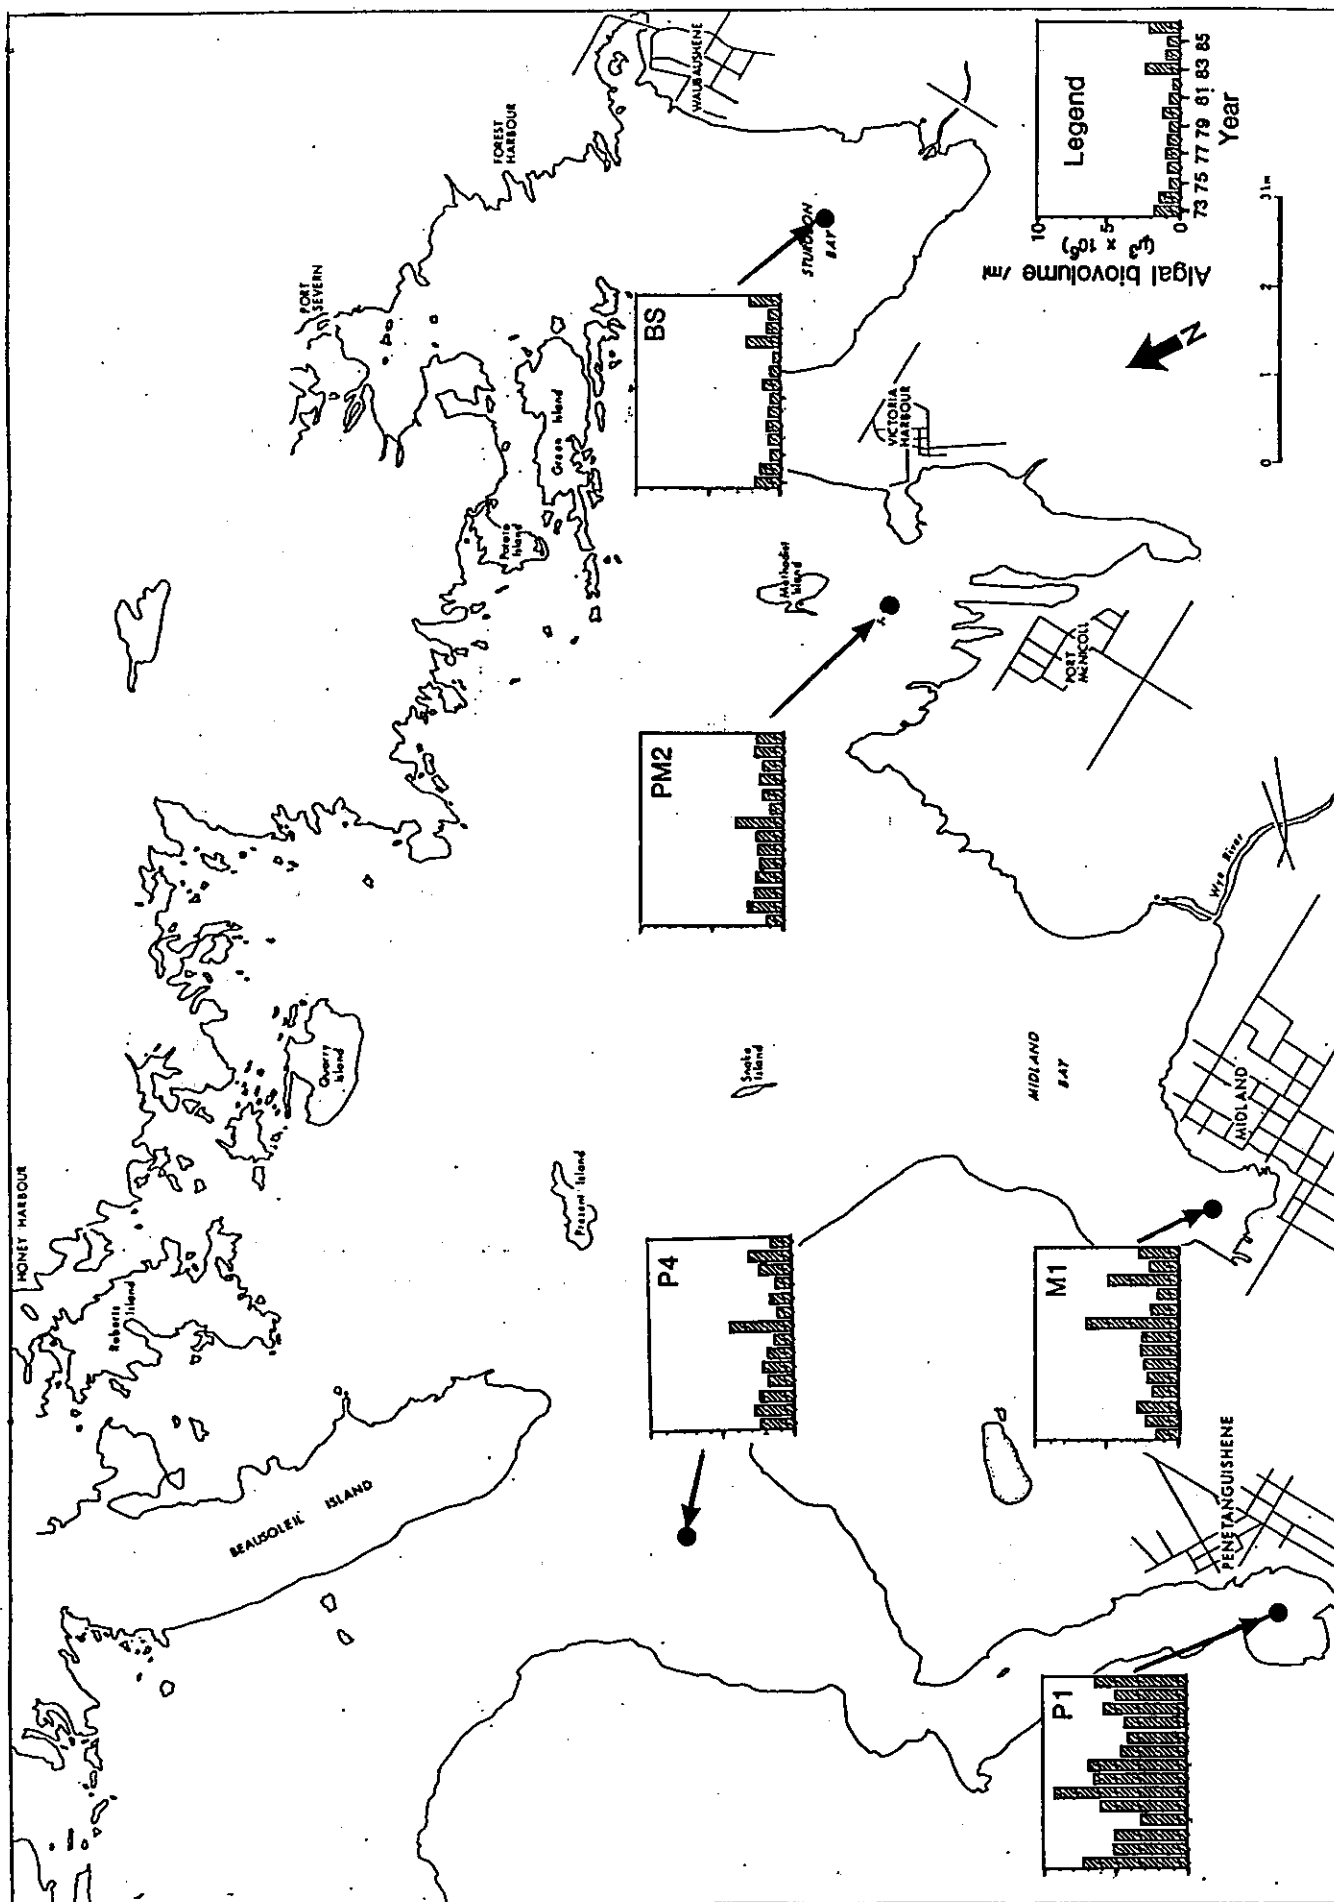 HONEY HARBOUR
Roberts
Island
BEAUSOLEIL ISLAND
Quarry
Island
Present Island
Snake
Island
MIDLAND
BAY
PORT
SEVERN
FOREST
HARBOUR
WAUBAUSHENE
Green Island
Potato
Island
Methodist
Island
STURGEON
BAY
VICTORIA
HARBOUR
PORT
McNICOLL
Wye River
MIDLAND
PENETANGUISHENE
P1
P4
M1
PM2
BS
Legend
Algal biovolume /ml
(μ3 x 106)
10
5
0
73 75 77 79 81 83 85
Year
N
0 1 2 3 km